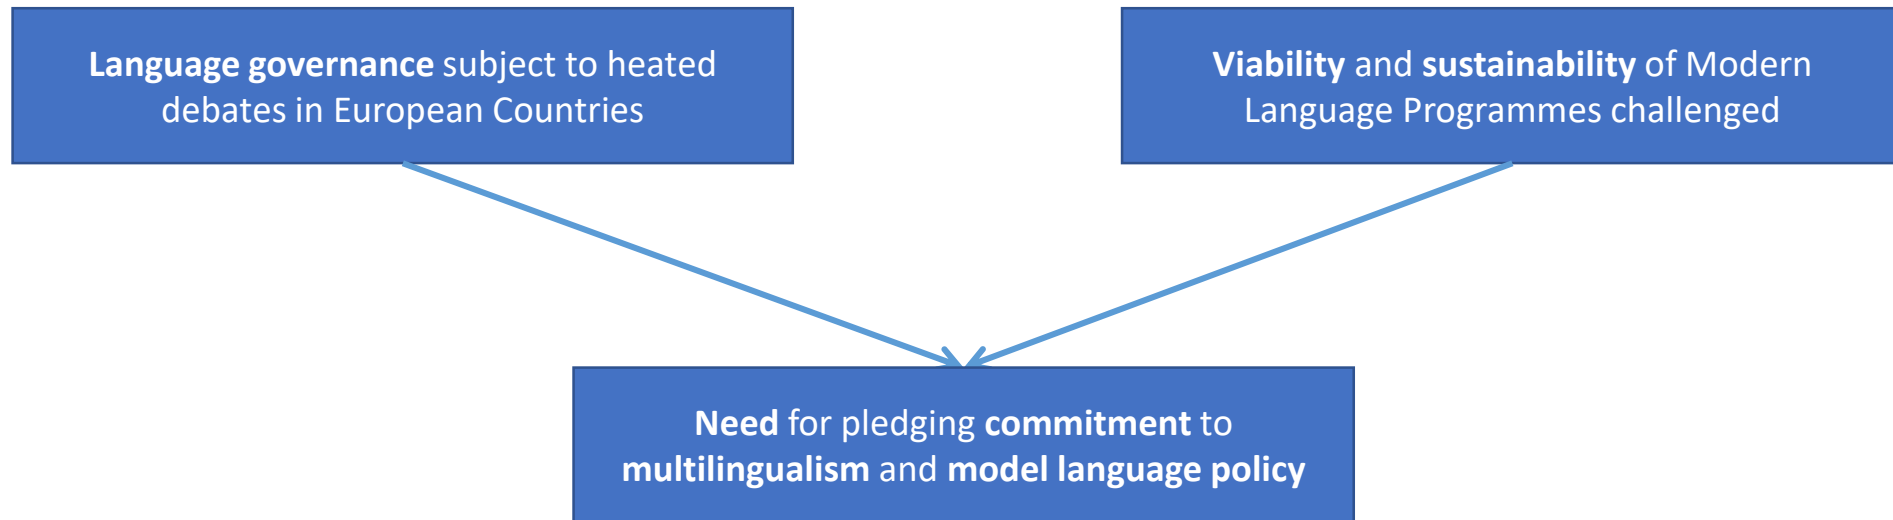 Language governance subject to heated
debates in European Countries
Viability and sustainability of Modern
Language Programmes challenged
Need for pledging commitment to
multilingualism and model language policy